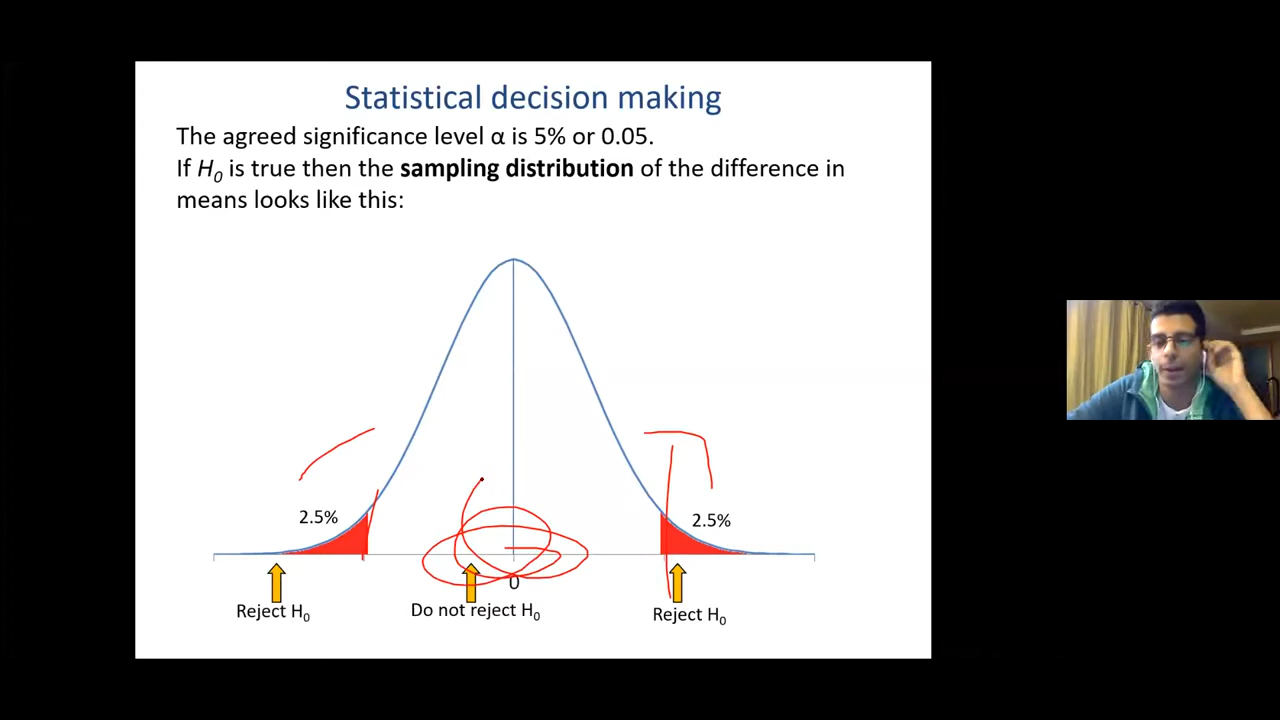 Statistical decision making
The agreed significance level α is 5% or 0.05.
If H₀ is true then the sampling distribution of the difference in
means looks like this:
2.5%
2.5%
0
Reject H₀
Do not reject H₀
Reject H₀